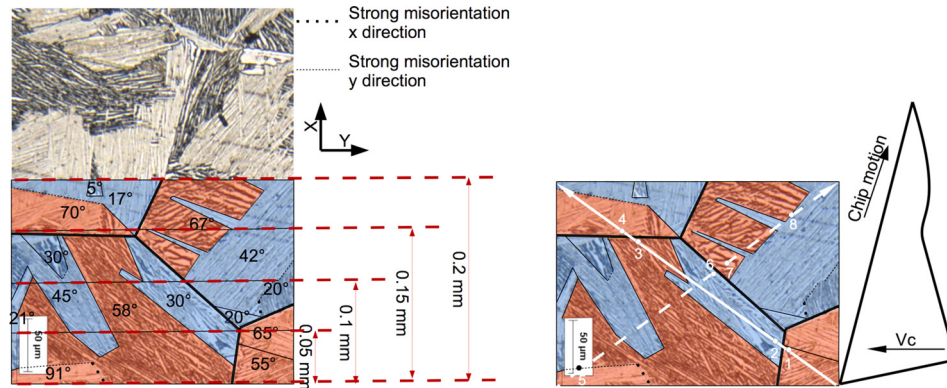 Strong misorientation
x direction
Strong misorientation
y direction
X
Y
5°
17°
70°
67°
30°
42°
45°
20°
58°
30°
21°
20°
65°
55°
91°
50 µm
0.05 mm
0.1 mm
0.15 mm
0.2 mm
4
3
8
6
7
2
1
5
50 µm
Chip motion
Vc